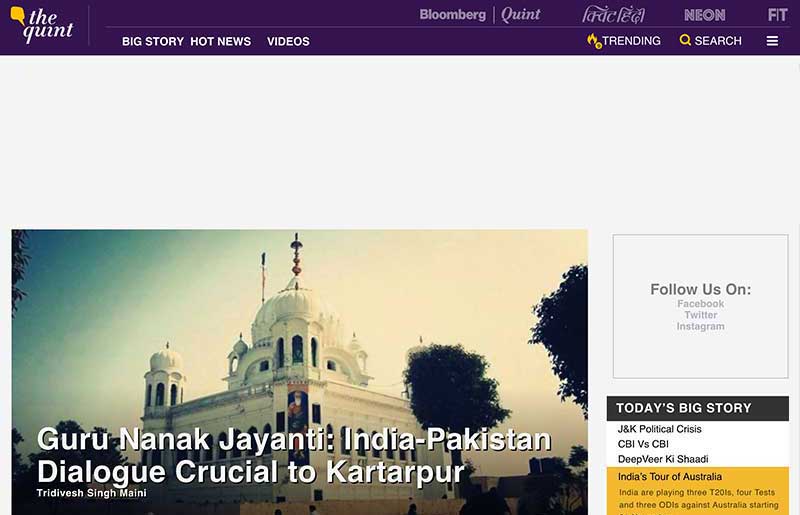 the
quint
Bloomberg | Quint
क्विंट हिंदी
NEON
FIT
BIG STORY HOT NEWS VIDEOS
TRENDING
SEARCH
Follow Us On:
Facebook
Twitter
Instagram
Guru Nanak Jayanti: India-Pakistan
Dialogue Crucial to Kartarpur
Tridivesh Singh Maini
TODAY'S BIG STORY
J&K Political Crisis
CBI Vs CBI
DeepVeer Ki Shaadi
India's Tour of Australia
India are playing three T20Is, four Tests
and three ODIs against Australia starting